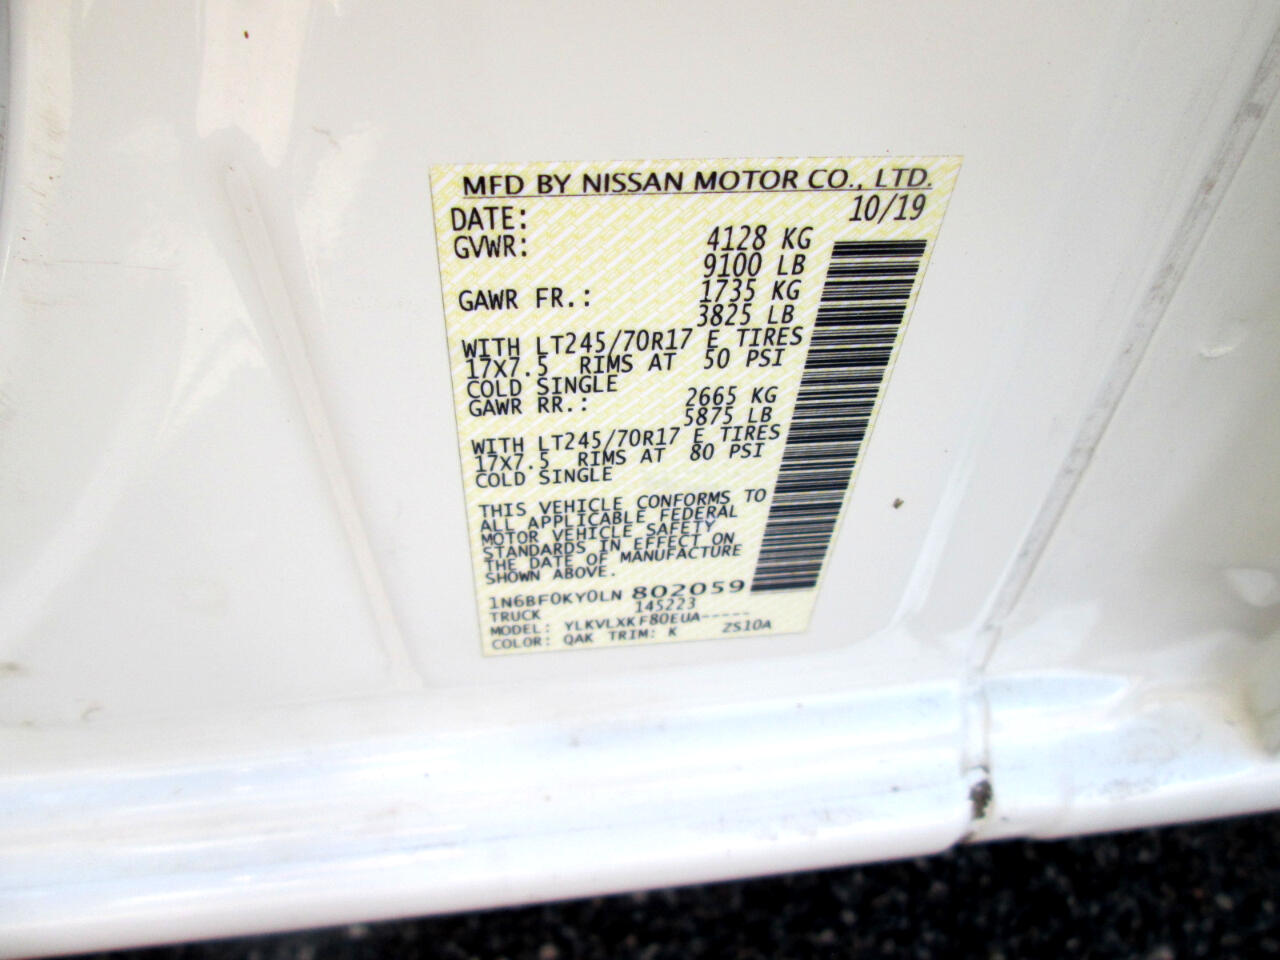 MFD BY NISSAN MOTOR CO., LTD.
DATE: 10/19
GVWR: 4128 KG
9100 LB
GAWR FR.: 1735 KG
3825 LB
WITH LT245/70R17 E TIRES
17X7.5 RIMS AT 50 PSI
COLD SINGLE
GAWR RR.: 2665 KG
5875 LB
WITH LT245/70R17 E TIRES
17X7.5 RIMS AT 80 PSI
COLD SINGLE
THIS VEHICLE CONFORMS TO
ALL APPLICABLE FEDERAL
MOTOR VEHICLE SAFETY
STANDARDS IN EFFECT ON
THE DATE OF MANUFACTURE
SHOWN ABOVE.
1N6BF0KY0LN 802059
TRUCK 145223
MODEL: YLKVLXKF80EUA-----
COLOR: QAK TRIM: K ZS10A